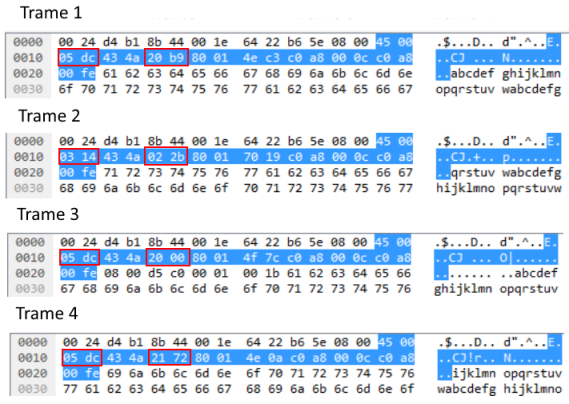 Trame 1
0000 00 24 d4 b1 8b 44 00 1e 64 22 b6 5e 08 00 45 00 .$...D.. d".^..E.
0010 05 dc 43 4a 20 b9 80 01 4e c3 c0 a8 00 0c c0 a8 ..CJ ... N.......
0020 00 fe 61 62 63 64 65 66 67 68 69 6a 6b 6c 6d 6e ..abcdef ghijklmn
0030 6f 70 71 72 73 74 75 76 77 61 62 63 64 65 66 67 opqrstuv wabcdefg
Trame 2
0000 00 24 d4 b1 8b 44 00 1e 64 22 b6 5e 08 00 45 00 .$...D.. d".^..E.
0010 03 14 43 4a 02 2b 80 01 70 19 c0 a8 00 0c c0 a8 ..CJ.+.. p.......
0020 00 fe 71 72 73 74 75 76 77 61 62 63 64 65 66 67 ..qrstuv wabcdefg
0030 68 69 6a 6b 6c 6d 6e 6f 70 71 72 73 74 75 76 77 hijklmno pqrstuvw
Trame 3
0000 00 24 d4 b1 8b 44 00 1e 64 22 b6 5e 08 00 45 00 .$...D.. d".^..E.
0010 05 dc 43 4a 20 00 80 01 4f 7c c0 a8 00 0c c0 a8 ..CJ ... O|......
0020 00 fe 08 00 d5 c0 00 01 00 1b 61 62 63 64 65 66 ........ ..abcdef
0030 67 68 69 6a 6b 6c 6d 6e 6f 70 71 72 73 74 75 76 ghijklmn opqrstuv
Trame 4
0000 00 24 d4 b1 8b 44 00 1e 64 22 b6 5e 08 00 45 00 .$...D.. d".^..E.
0010 05 dc 43 4a 21 72 80 01 4e 0a c0 a8 00 0c c0 a8 ..CJ!r.. N.......
0020 00 fe 69 6a 6b 6c 6d 6e 6f 70 71 72 73 74 75 76 ..ijklmn opqrstuv
0030 77 61 62 63 64 65 66 67 68 69 6a 6b 6c 6d 6e 6f wabcdefg hijklmno